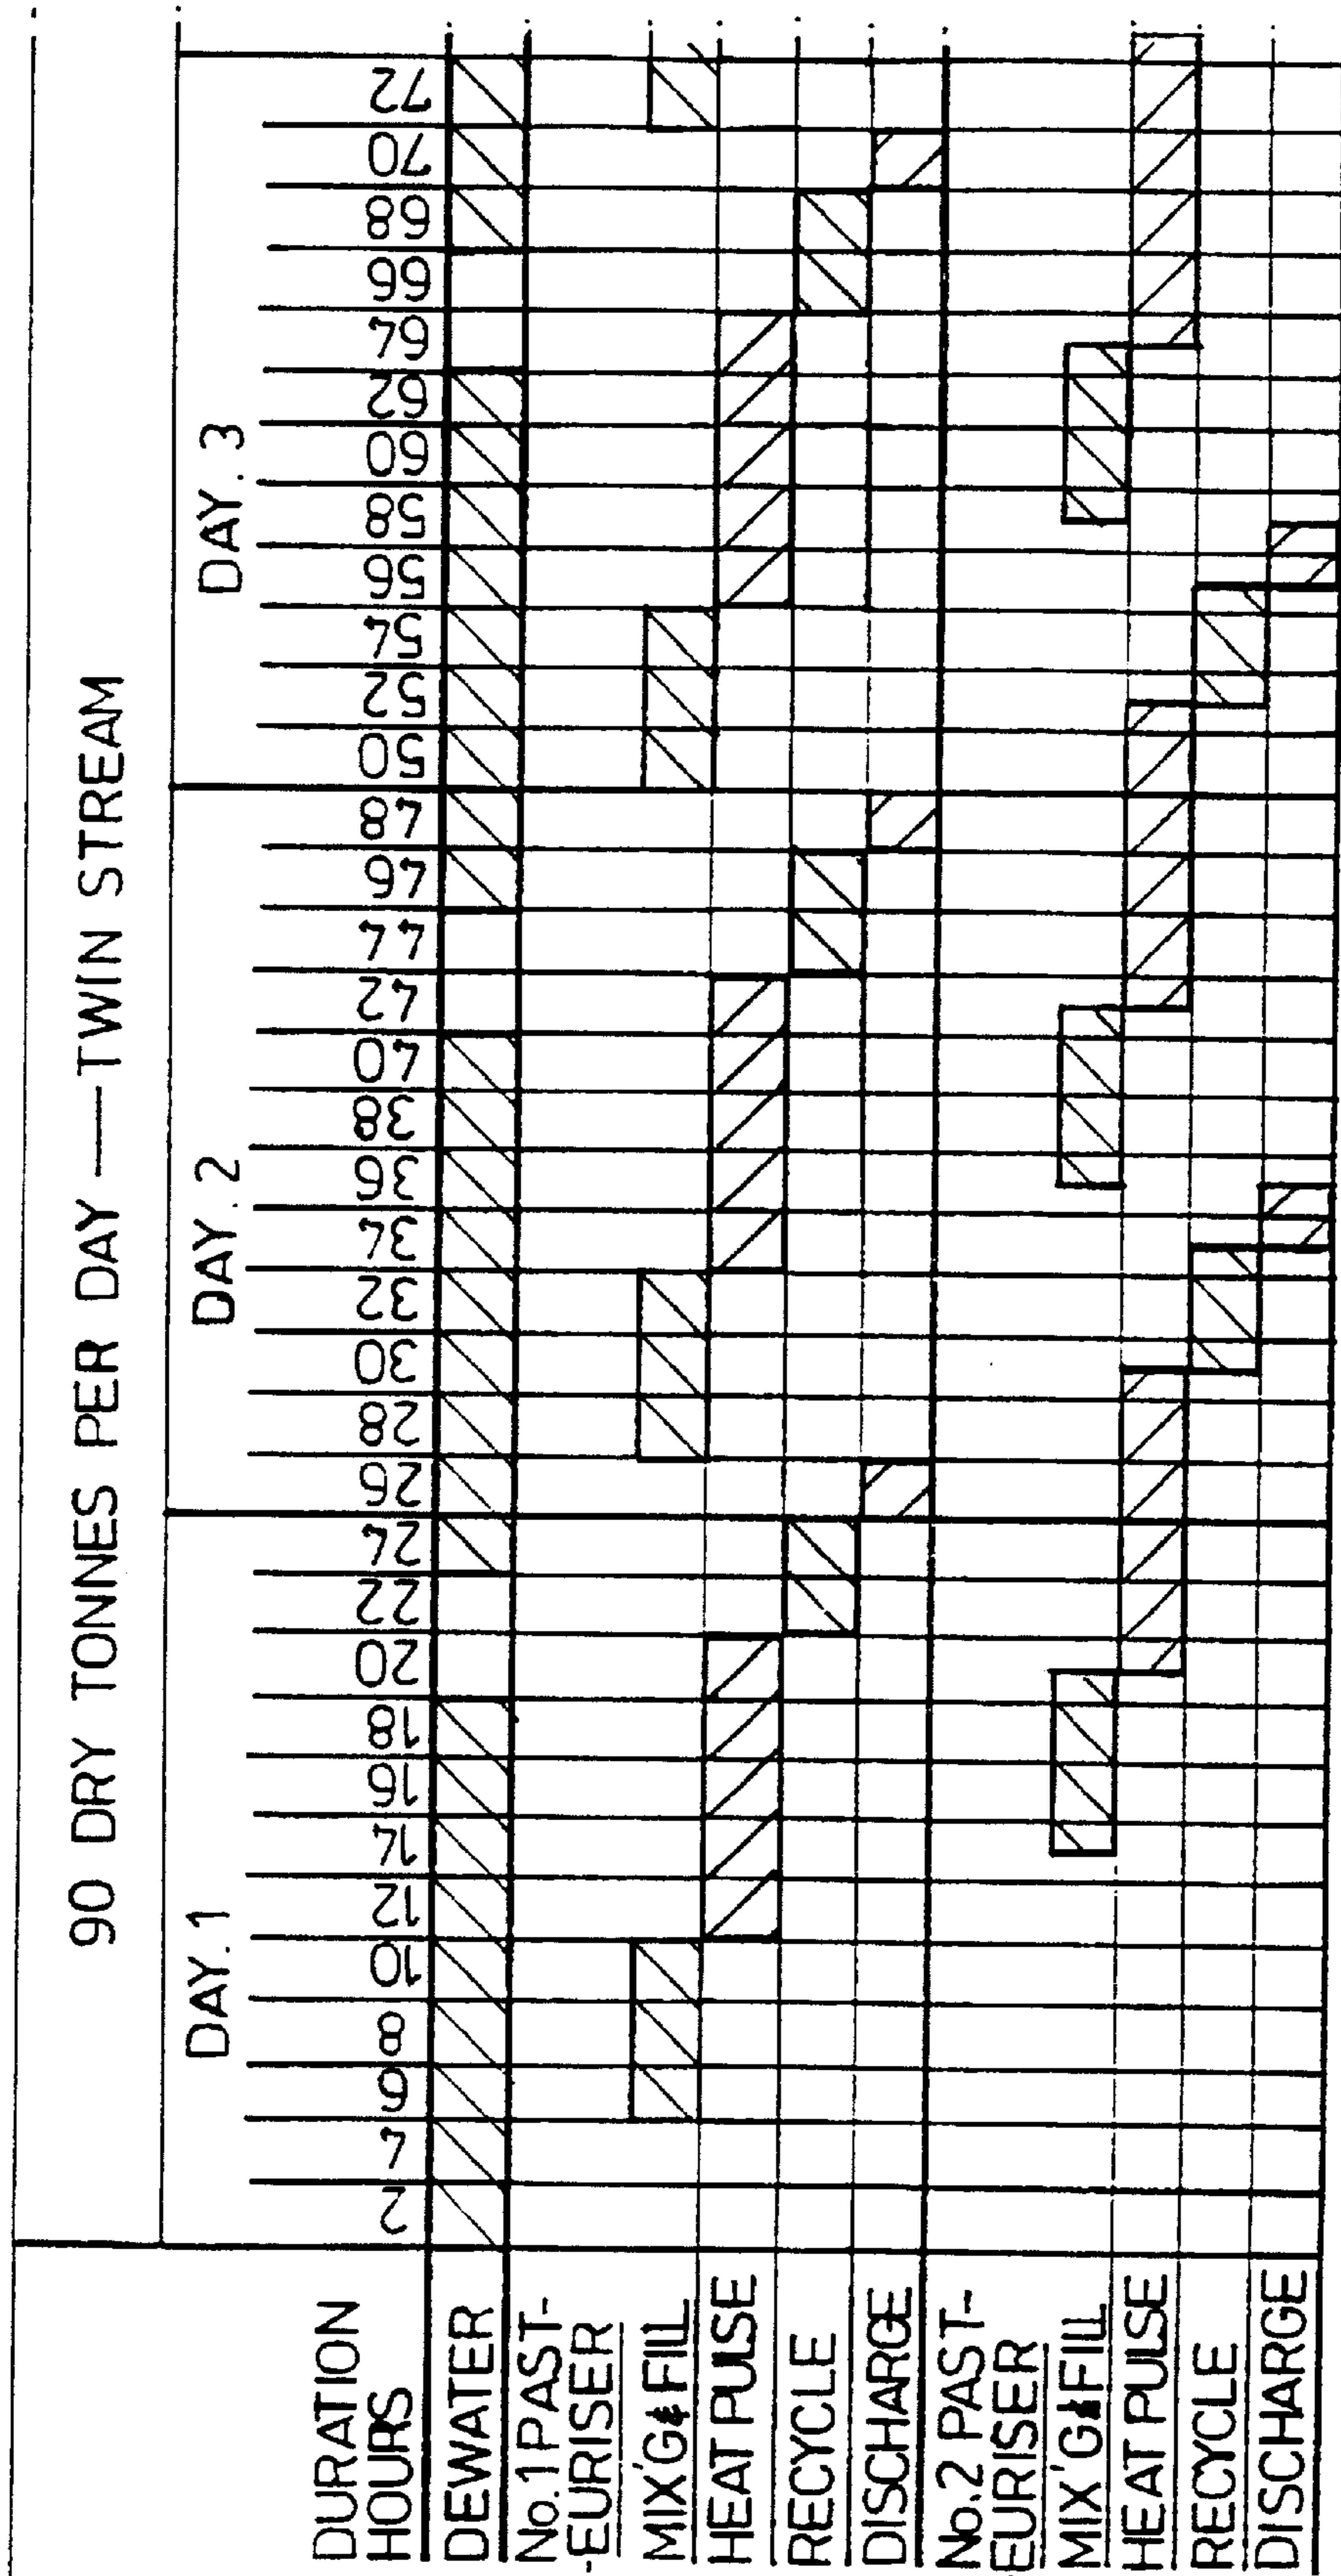 90 DRY TONNES PER DAY — TWIN STREAM
DAY.1 DAY.2 DAY.3
DURATION
HOURS
2 4 6 8 10 12 14 16 18 20 22 24 26 28 30 32 34 36 38 40 42 44 46 48 50 52 54 56 58 60 62 64 66 68 70 72
DEWATER
No.1 PAST-
-EURISER
MIX'G & FILL
HEAT PULSE
RECYCLE
DISCHARGE
No.2 PAST-
EURISER
MIX'G & FILL
HEAT PULSE
RECYCLE
DISCHARGE